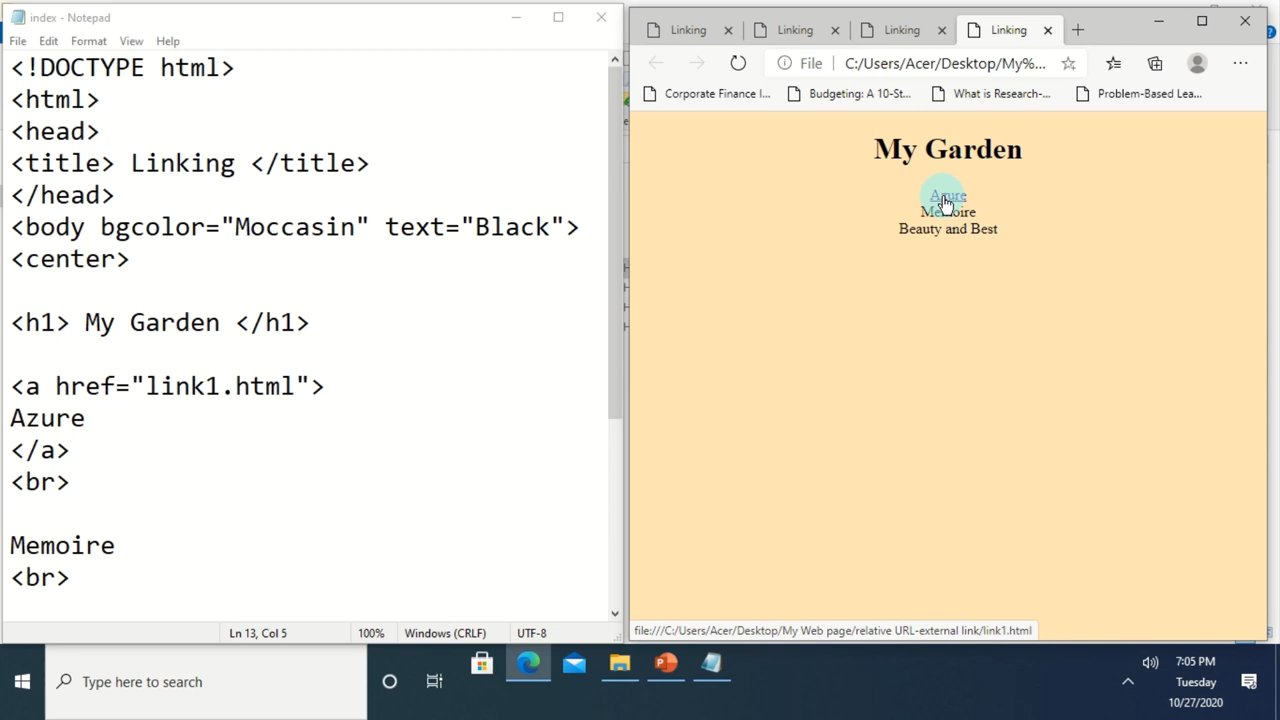 index - Notepad
File Edit Format View Help
<!DOCTYPE html>
<html>
<head>
<title> Linking </title>
</head>
<body bgcolor="Moccasin" text="Black">
<center>
<h1> My Garden </h1>
<a href="link1.html">
Azure
</a>
<br>
Memoire
<br>
Ln 13, Col 5 100% Windows (CRLF) UTF-8
Linking Linking Linking Linking
File C:/Users/Acer/Desktop/My%...
Corporate Finance I... Budgeting: A 10-St... What is Research-... Problem-Based Lea...
My Garden
Azure
Memoire
Beauty and Best
file:///C:/Users/Acer/Desktop/My Web page/relative URL-external link/link1.html
Type here to search
7:05 PM
Tuesday
10/27/2020